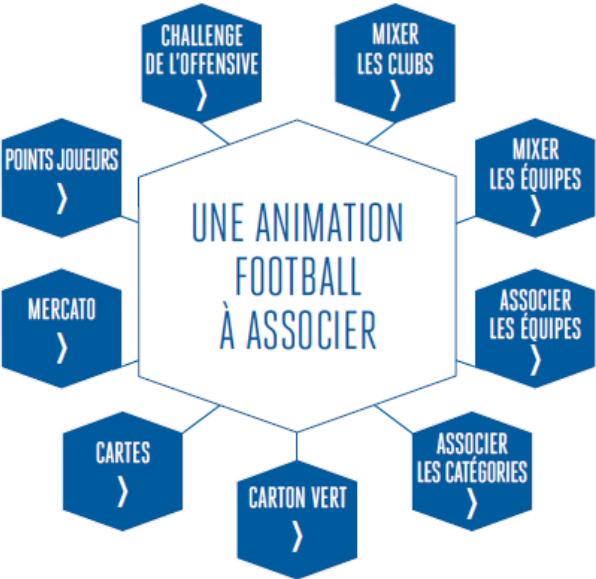 CHALLENGE
DE L'OFFENSIVE
❯
MIXER
LES CLUBS
❯
POINTS JOUEURS
❯
MIXER
LES ÉQUIPES
❯
UNE ANIMATION
FOOTBALL
À ASSOCIER
MERCATO
❯
ASSOCIER
LES ÉQUIPES
❯
CARTES
❯
CARTON VERT
❯
ASSOCIER
LES CATÉGORIES
❯